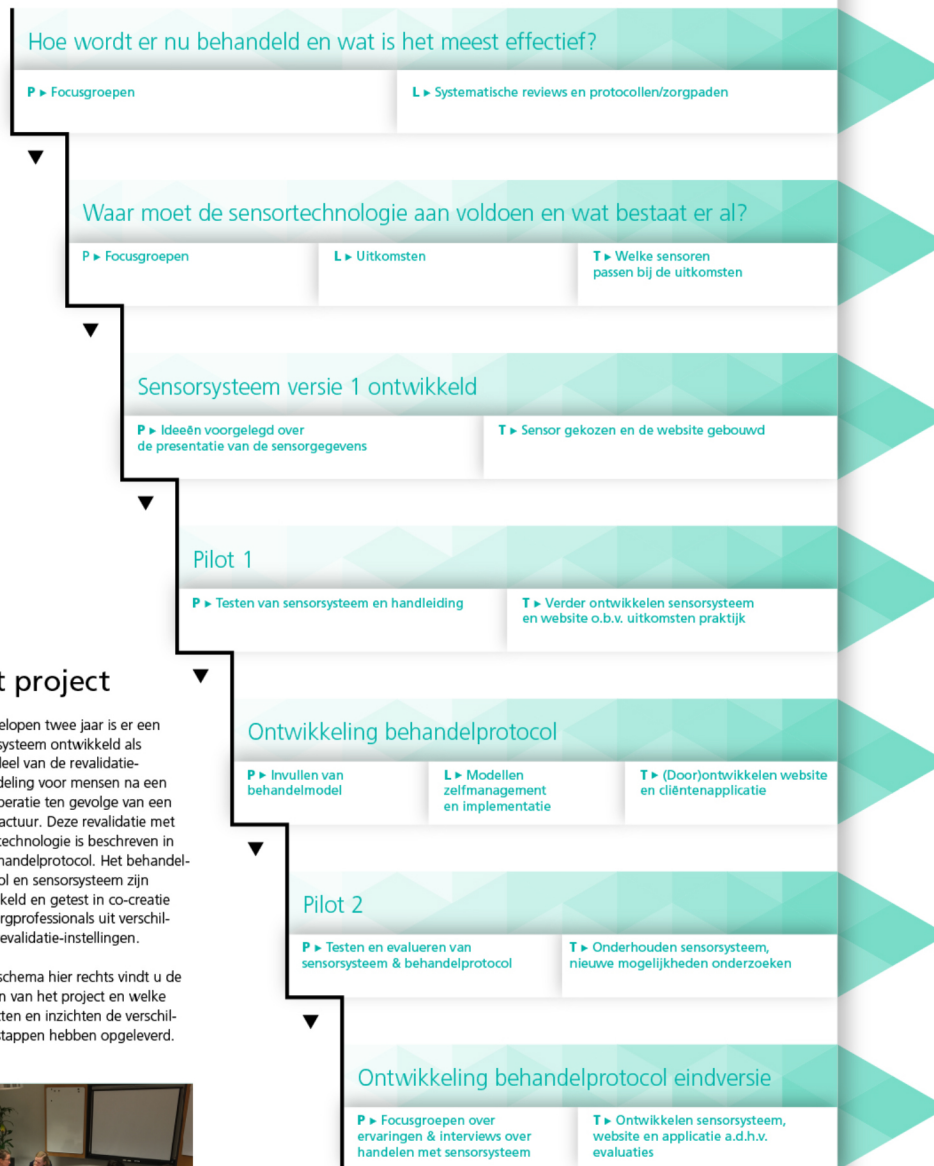 Hoe wordt er nu behandeld en wat is het meest effectief?
P ▸ Focusgroepen
L ▸ Systematische reviews en protocollen/zorgpaden
Waar moet de sensortechnologie aan voldoen en wat bestaat er al?
P ▸ Focusgroepen
L ▸ Uitkomsten
T ▸ Welke sensoren
passen bij de uitkomsten
Sensorsysteem versie 1 ontwikkeld
P ▸ Ideeën voorgelegd over
de presentatie van de sensorgegevens
T ▸ Sensor gekozen en de website gebouwd
Pilot 1
P ▸ Testen van sensorsysteem en handleiding
T ▸ Verder ontwikkelen sensorsysteem
en website o.b.v. uitkomsten praktijk
Ontwikkeling behandelprotocol
P ▸ Invullen van
behandelmodel
L ▸ Modellen
zelfmanagement
en implementatie
T ▸ (Door)ontwikkelen website
en cliëntenapplicatie
Pilot 2
P ▸ Testen en evalueren van
sensorsysteem & behandelprotocol
T ▸ Onderhouden sensorsysteem,
nieuwe mogelijkheden onderzoeken
Ontwikkeling behandelprotocol eindversie
P ▸ Focusgroepen over
ervaringen & interviews over
handelen met sensorsysteem
T ▸ Ontwikkelen sensorsysteem,
website en applicatie a.d.h.v.
evaluaties
t project
elopen twee jaar is er een
systeem ontwikkeld als
deel van de revalidatie-
deling voor mensen na een
peratie ten gevolge van een
actuur. Deze revalidatie met
technologie is beschreven in
handelprotocol. Het behandel-
ol en sensorsysteem zijn
keld en getest in co-creatie
rgprofessionals uit verschil-
evalidatie-instellingen.
schema hier rechts vindt u de
n van het project en welke
ten en inzichten de verschil-
stappen hebben opgeleverd.